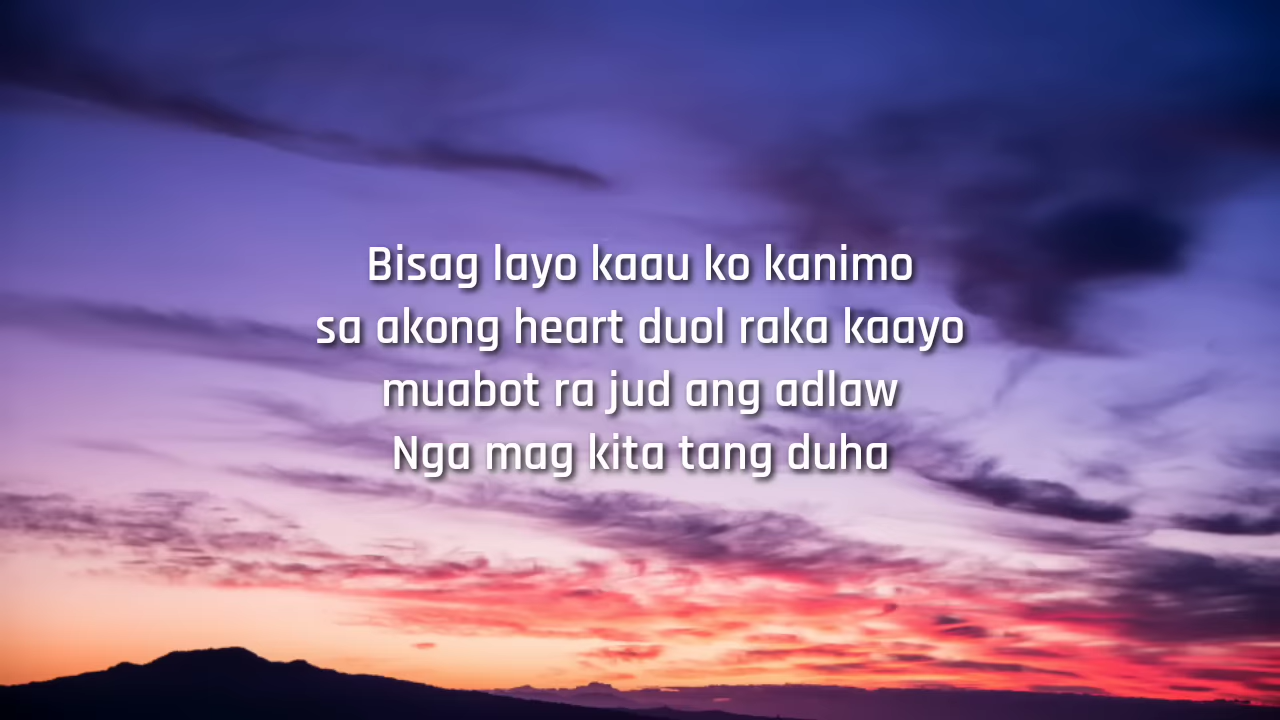 Bisag layo kaau ko kanimo
sa akong heart duol raka kaayo
muabot ra jud ang adlaw
Nga mag kita tang duha